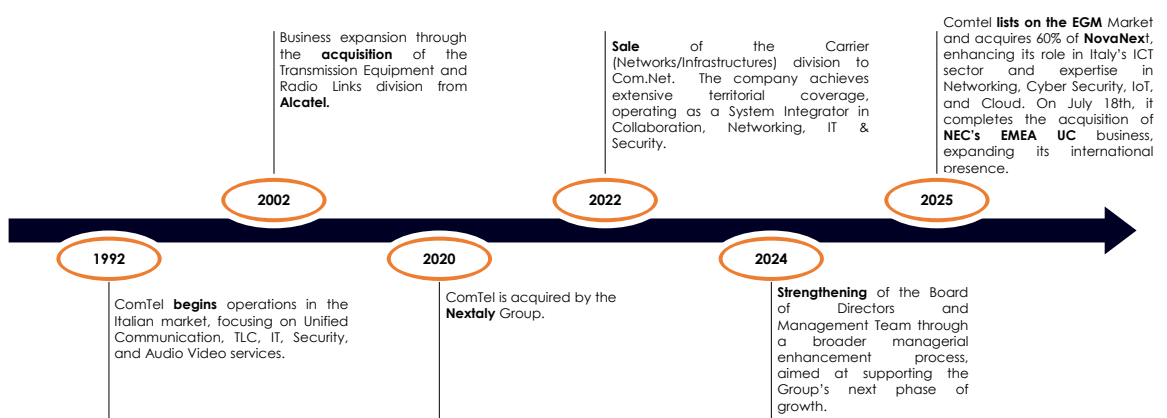 Business expansion through
the acquisition of the
Transmission Equipment and
Radio Links division from
Alcatel.
Sale of the Carrier
(Networks/Infrastructures) division to
Com.Net. The company achieves
extensive territorial coverage,
operating as a System Integrator in
Collaboration, Networking, IT &
Security.
Comtel lists on the EGM Market
and acquires 60% of NovaNext,
enhancing its role in Italy's ICT
sector and expertise in
Networking, Cyber Security, IoT,
and Cloud. On July 18th, it
completes the acquisition of
NEC's EMEA UC business,
expanding its international
presence.
2002
2022
2025
1992
2020
2024
ComTel begins operations in the
Italian market, focusing on Unified
Communication, TLC, IT, Security,
and Audio Video services.
ComTel is acquired by the
Nextaly Group.
Strengthening of the Board
of Directors and
Management Team through
a broader managerial
enhancement process,
aimed at supporting the
Group's next phase of
growth.